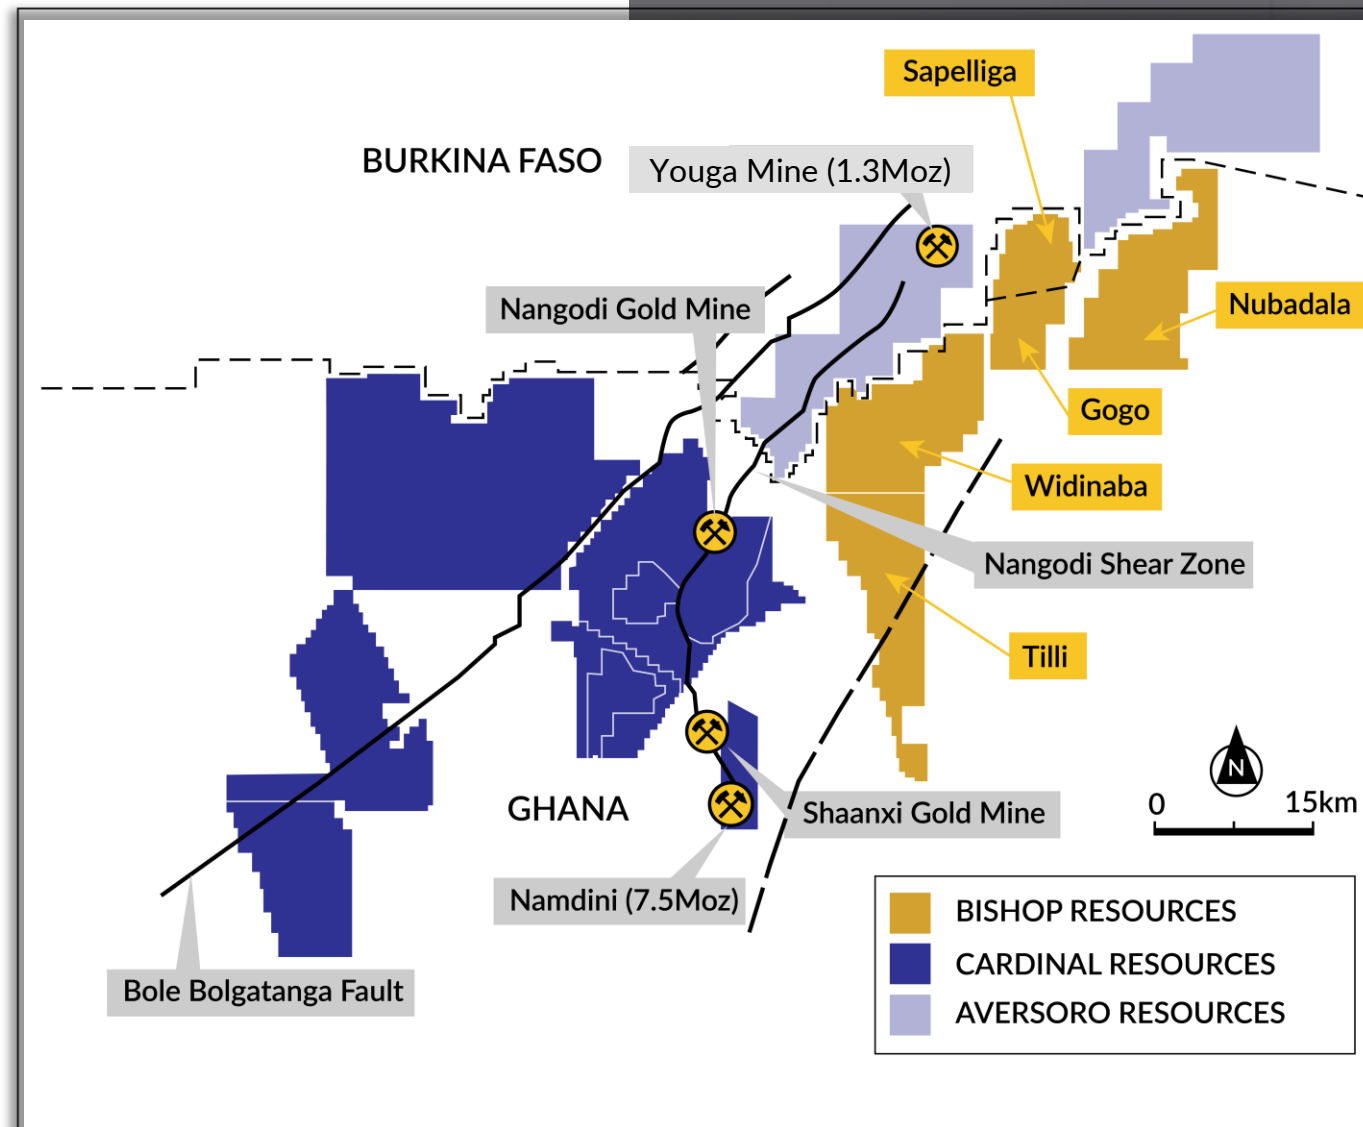 Sapelliga
BURKINA FASO
Youga Mine (1.3Moz)
Nangodi Gold Mine
Nubadala
Gogo
Widinaba
Nangodi Shear Zone
Tilli
N
GHANA
0 15km
Shaanxi Gold Mine
Namdini (7.5Moz)
Bole Bolgatanga Fault
BISHOP RESOURCES
CARDINAL RESOURCES
AVERSORO RESOURCES